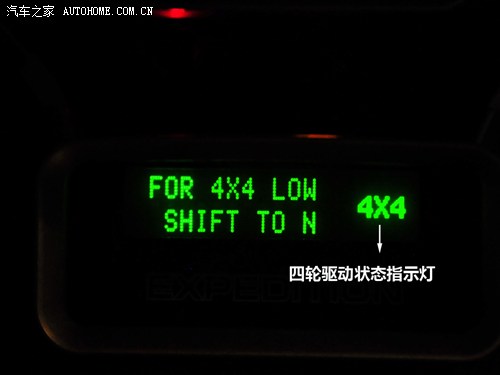 汽车之家 AUTOHOME.COM.CN
FOR 4X4 LOW
SHIFT TO N
4X4
四轮驱动状态指示灯
EXPEDITION